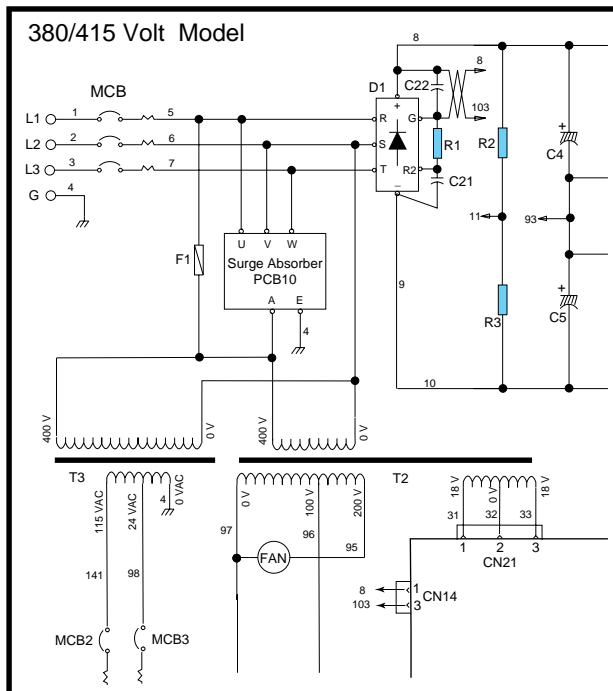 380/415 Volt Model
8
MCB
D1
C22
8
103
L1 1 5
+
R G
R1 R2
C4
+
L2 2 6
S
L3 3 7
T R2
C21
G 4
–
11
93
U V W
F1
Surge Absorber
PCB10
A E
4
9
R3
+
C5
10
400 V
0 V
400 V
0 V
T3
T2
115 VAC
24 VAC
4
0 VAC
0 V
100 V
200 V
18 V
0 V
18 V
97
96
95
31 32 33
FAN
1 2 3
CN21
141
98
8
103
1
3
CN14
MCB2
MCB3